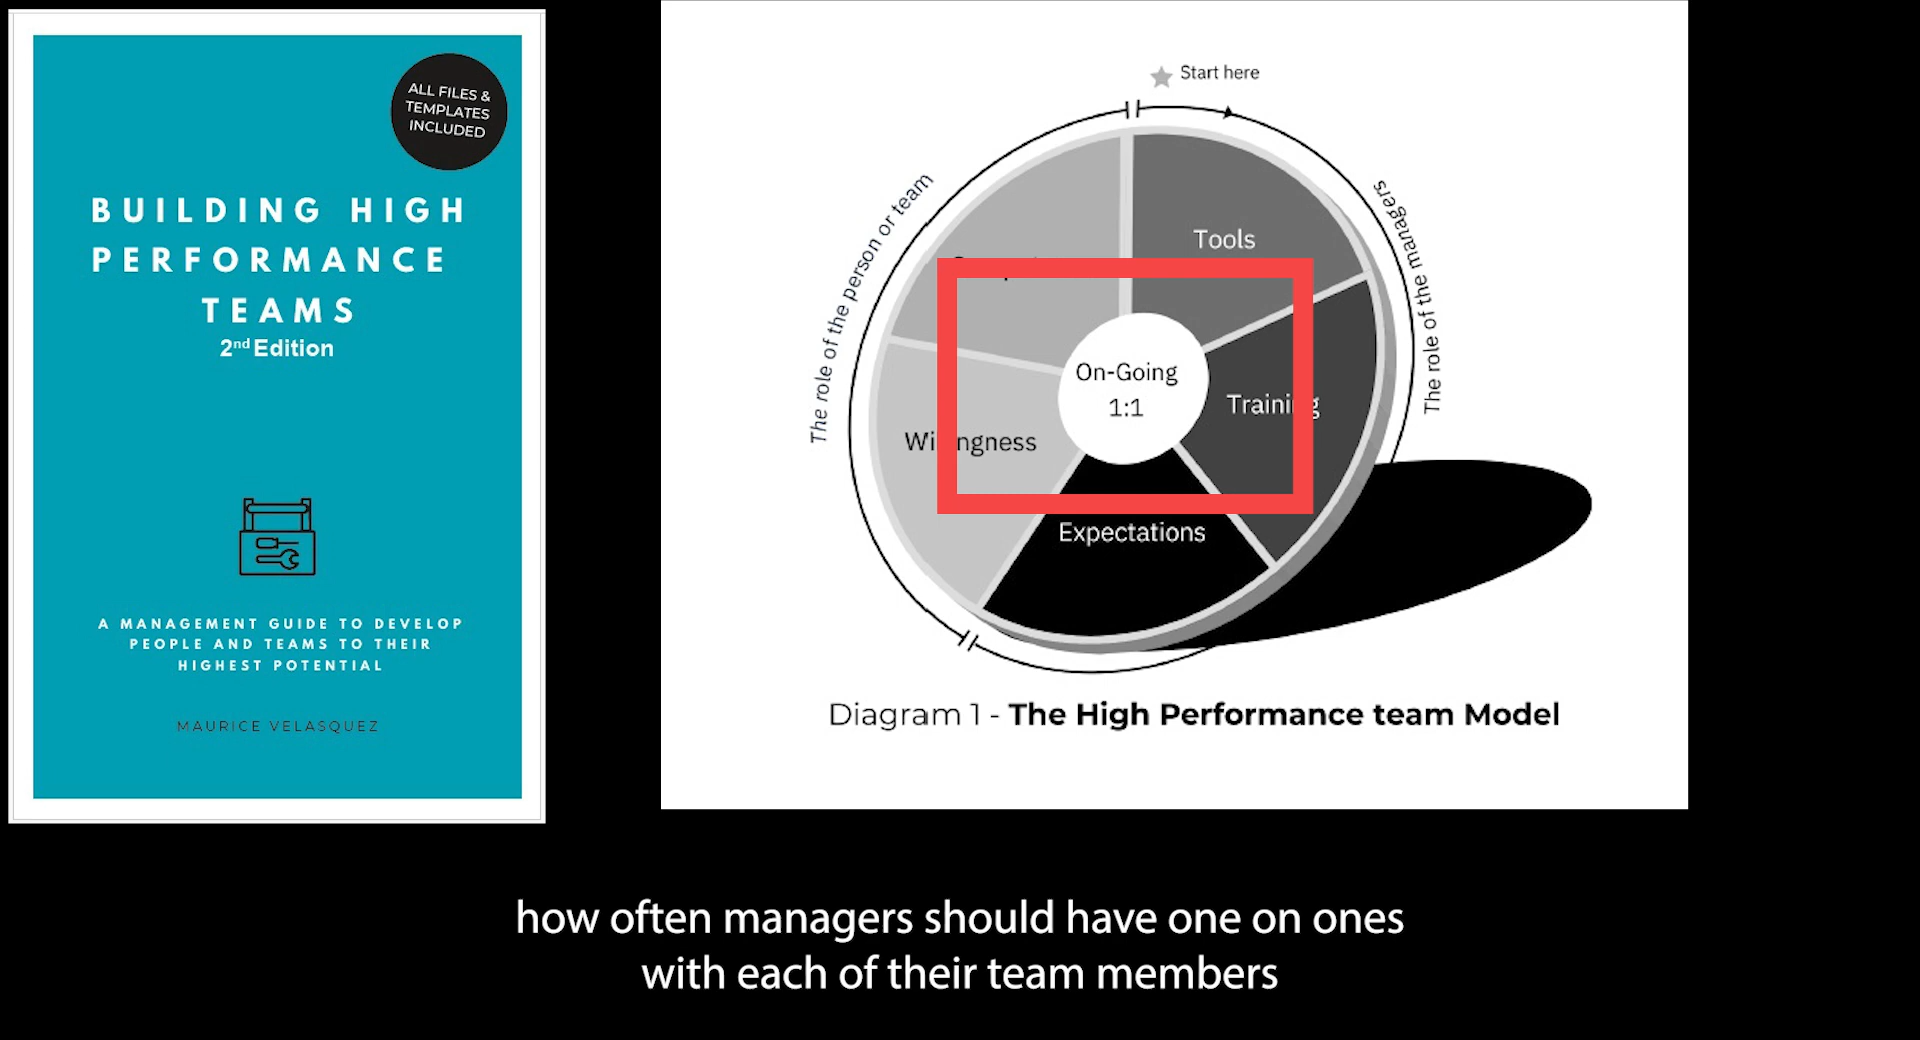 ALL FILES &
TEMPLATES
INCLUDED
BUILDING HIGH
PERFORMANCE
TEAMS
2nd Edition
A MANAGEMENT GUIDE TO DEVELOP
PEOPLE AND TEAMS TO THEIR
HIGHEST POTENTIAL
MAURICE VELASQUEZ
Start here
The role of the person or team
The role of the managers
Tools
On-Going
1:1
Training
Willingness
Expectations
Diagram 1 - The High Performance team Model
how often managers should have one on ones
with each of their team members